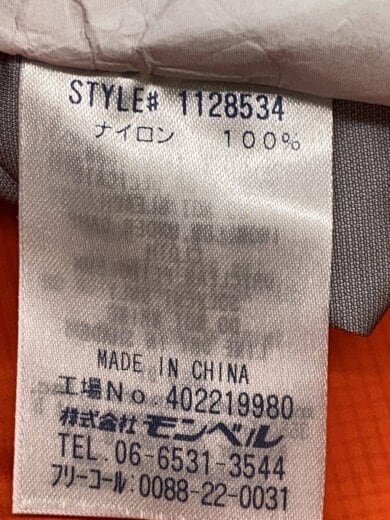 STYLE# 1128534
ナイロン 100%
MADE IN CHINA
工場No. 402219980
株式会社 モンベル
TEL. 06-6531-3544
フリーコール:0088-22-0031